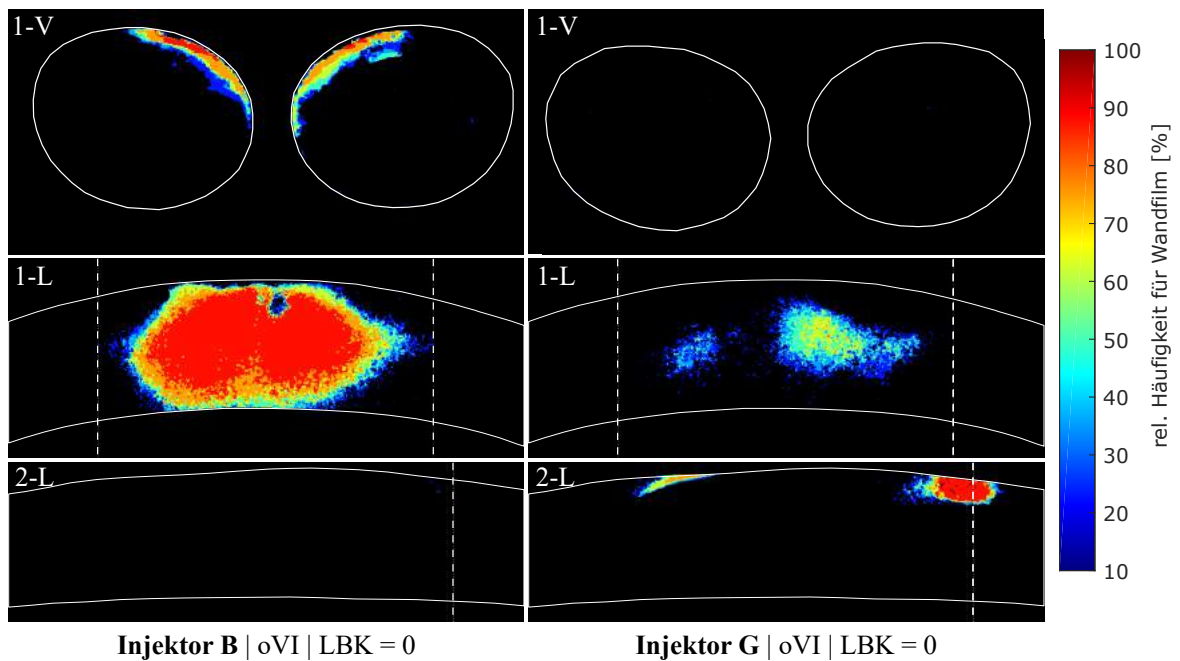 1-V
1-V
1-L
1-L
2-L
2-L
100
90
80
70
60
50
40
30
20
10
rel. Häufigkeit für Wandfilm [%]
Injektor B | oVI | LBK = 0
Injektor G | oVI | LBK = 0